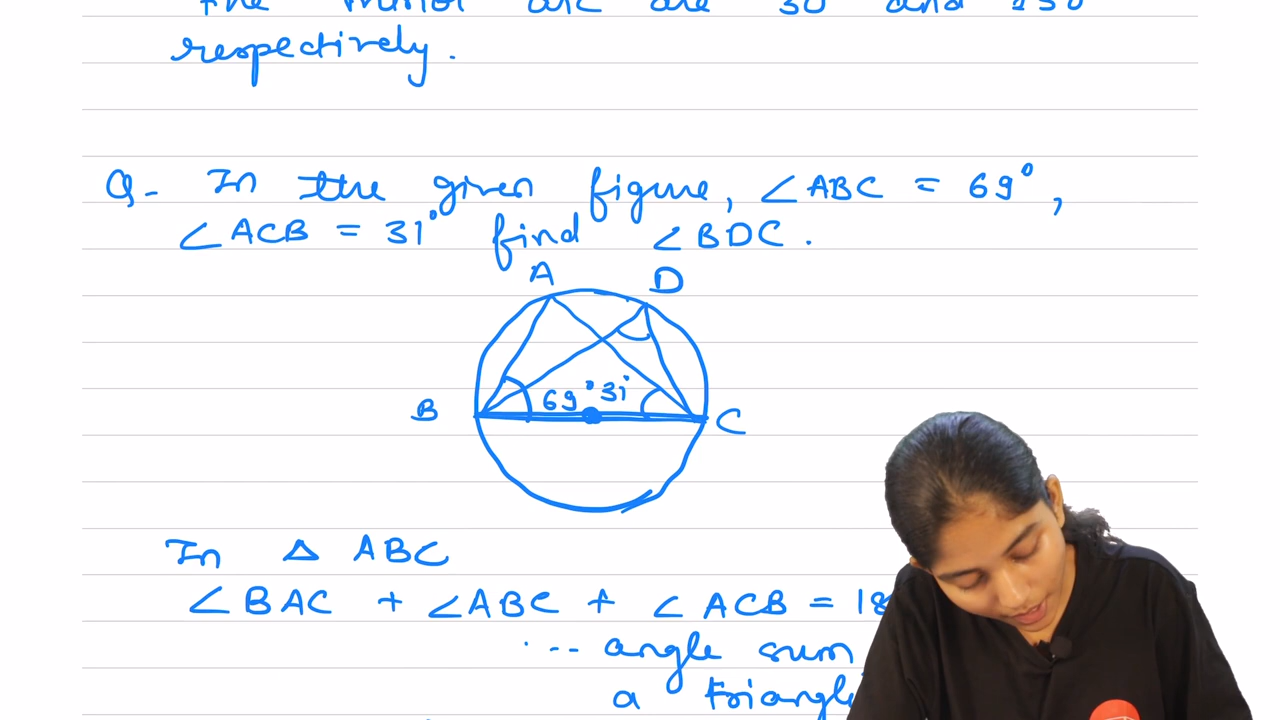 respectively.
Q- In the given figure, ∠ABC = 69°,
∠ACB = 31° find ∠BDC.
A D
69° 31°
B C
In Δ ABC
∠BAC + ∠ABC + ∠ACB = 18
... angle sum
a triangle